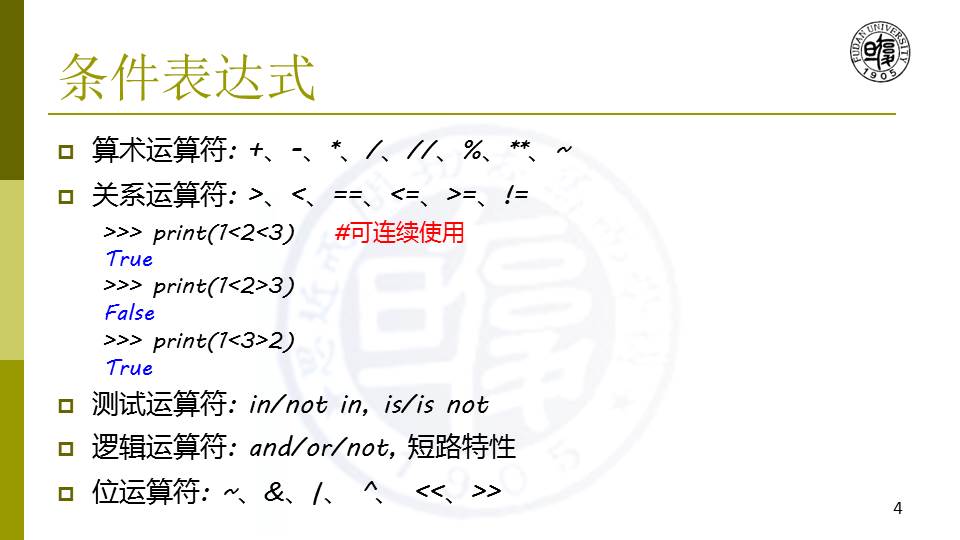 条件表达式
FUDAN UNIVERSITY
1905
算术运算符: +、-、*、/、//、%、**、~
关系运算符: >、<、==、<=、>=、!=
>>> print(1<2<3) #可连续使用
True
>>> print(1<2>3)
False
>>> print(1<3>2)
True
测试运算符: in/not in, is/is not
逻辑运算符: and/or/not, 短路特性
位运算符: ~、&、|、 ^、 <<、>>
4